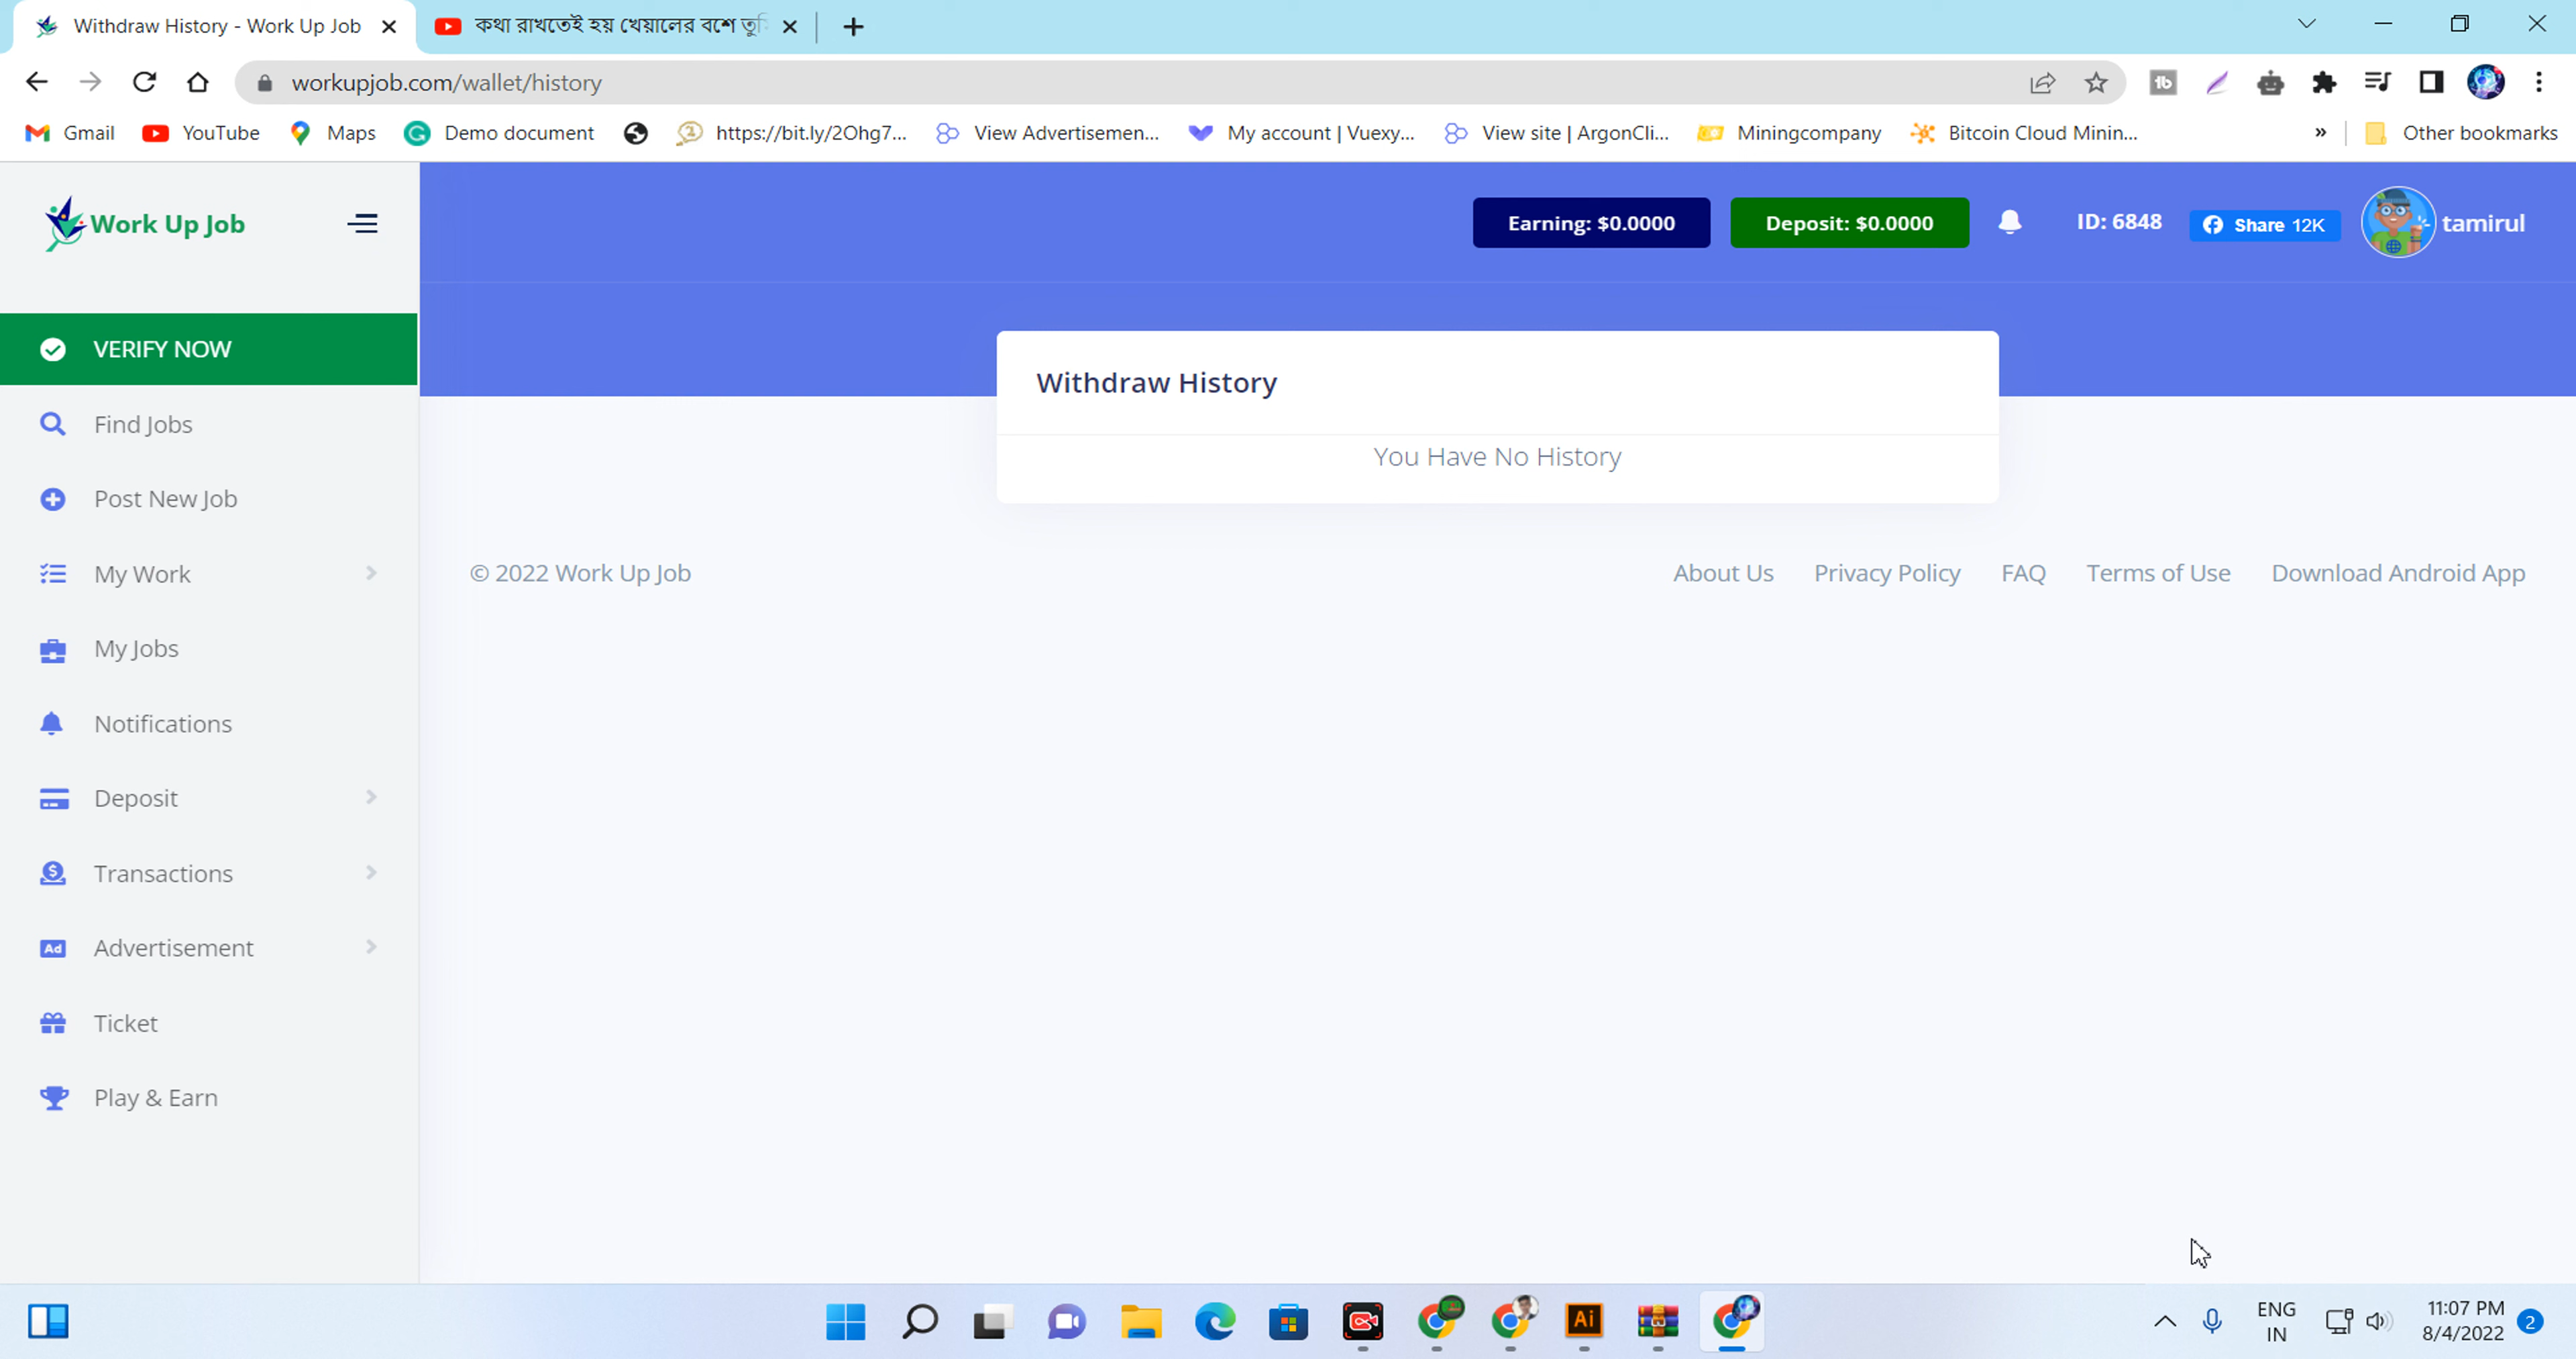 Withdraw History - Work Up Job
কথা রাখতেই হয় খেয়ালের বশে
workupjob.com/wallet/history
Gmail YouTube Maps Demo document https://bit.ly/2Ohg7... View Advertisemen... My account | Vuexy... View site | ArgonCli... Miningcompany Bitcoin Cloud Minin... » Other bookmarks
Work Up Job
Earning: $0.0000 Deposit: $0.0000 ID: 6848 Share 12K tamirul
VERIFY NOW
Find Jobs
Post New Job
My Work
My Jobs
Notifications
Deposit
Transactions
Ad Advertisement
Ticket
Play & Earn
Withdraw History
You Have No History
© 2022 Work Up Job About Us Privacy Policy FAQ Terms of Use Download Android App
Ai
ENG
IN
11:07 PM
8/4/2022
2